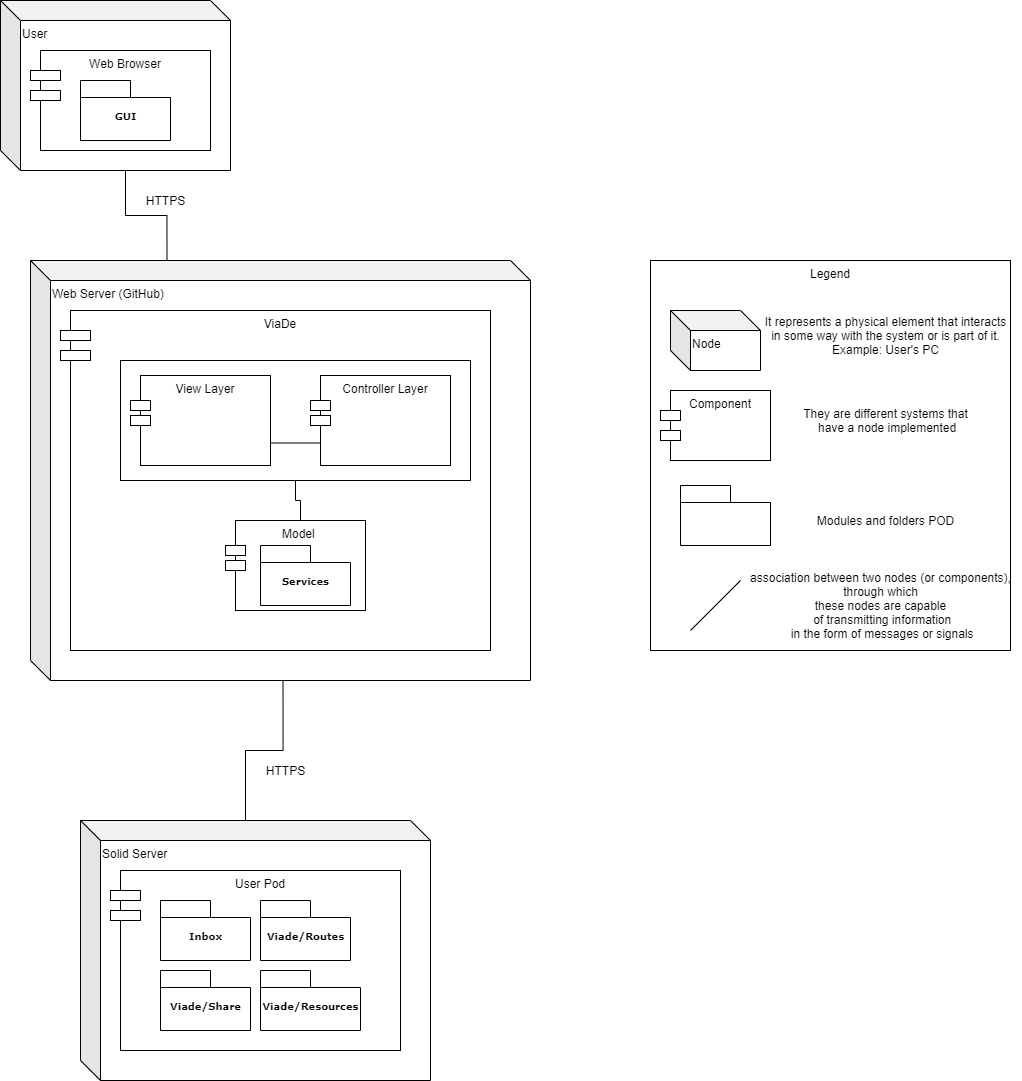 User
Web Browser
GUI
HTTPS
Web Server (GitHub)
ViaDe
View Layer
Controller Layer
Model
Services
HTTPS
Solid Server
User Pod
Inbox
Viade/Routes
Viade/Share
Viade/Resources
Legend
Node
It represents a physical element that interacts
in some way with the system or is part of it.
Example: User's PC
Component
They are different systems that
have a node implemented
Modules and folders POD
association between two nodes (or components),
through which
these nodes are capable
of transmitting information
in the form of messages or signals